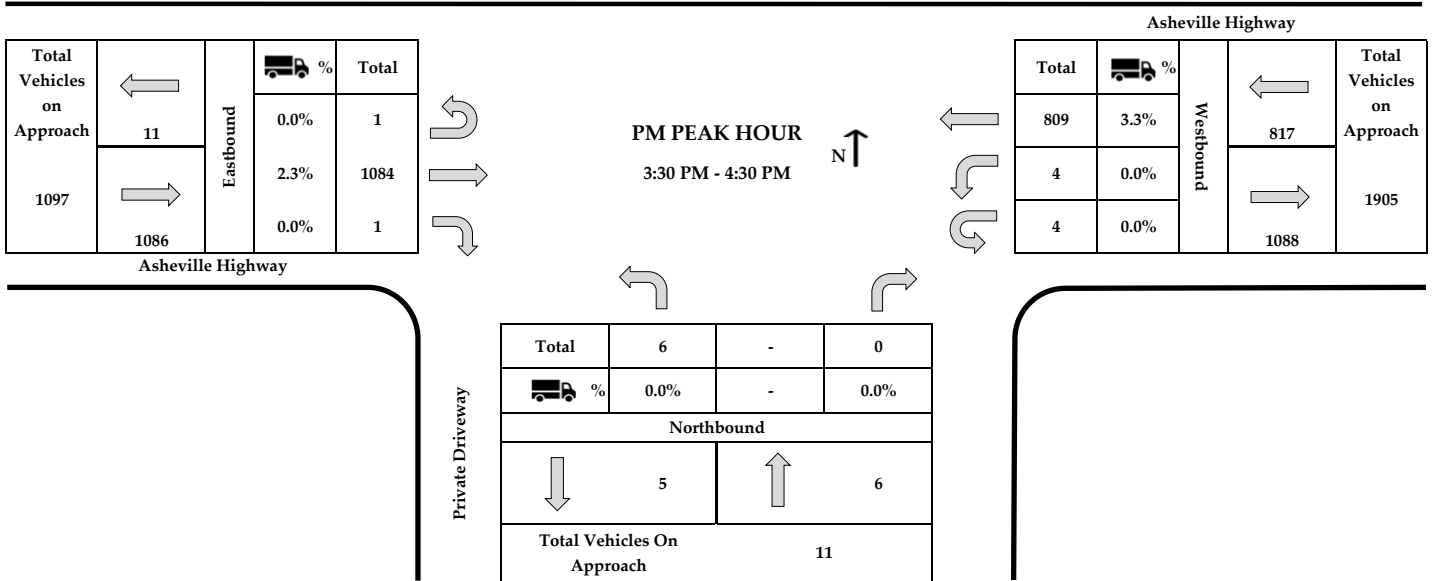 Asheville Highway
Total Vehicles on Approach
1097
11
1086
Eastbound
% Total
0.0% 1
2.3% 1084
0.0% 1
Asheville Highway
PM PEAK HOUR
3:30 PM - 4:30 PM
N
Total %
809 3.3%
4 0.0%
4 0.0%
Westbound
817
1088
Total Vehicles on Approach
1905
Private Driveway
Total 6 - 0
% 0.0% - 0.0%
Northbound
5 6
Total Vehicles On Approach
11